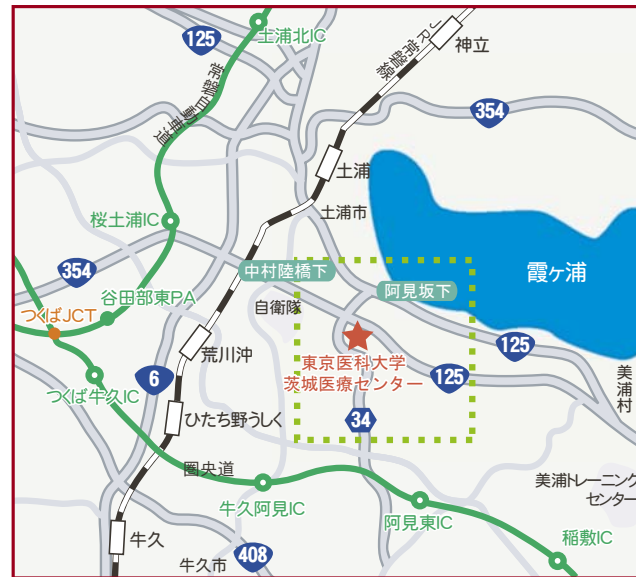 土浦北IC
125
常磐自動車道
JR常磐線
神立
354
土浦
土浦市
桜土浦IC
354
中村陸橋下
阿見坂下
霞ヶ浦
谷田部東PA
つくばJCT
自衛隊
荒川沖
東京医科大学
茨城医療センター
125
125
美浦村
6
つくば牛久IC
ひたち野うしく
34
圏央道
牛久阿見IC
阿見東IC
美浦トレーニング
センター
牛久
牛久市
408
稲敷IC